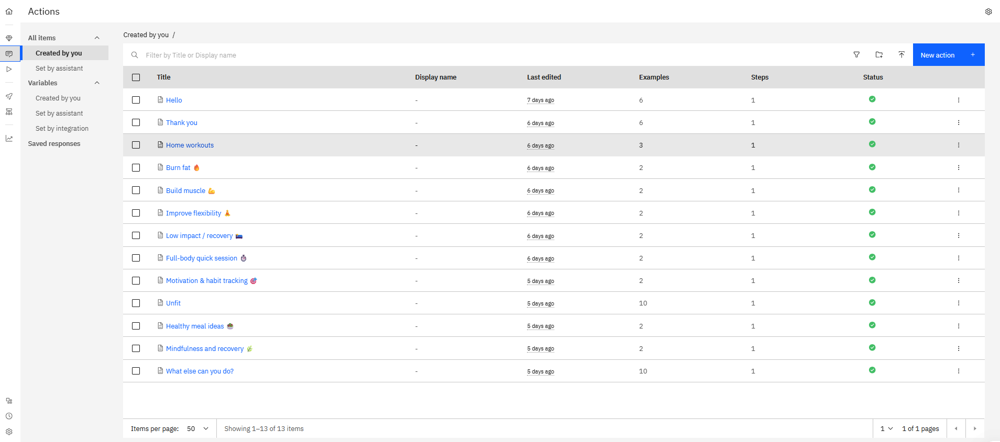 Actions
All items
Created by you
Set by assistant
Variables
Created by you
Set by assistant
Set by integration
Saved responses
Created by you /
Filter by Title or Display name
New action +
Title Display name Last edited Examples Steps Status
Hello - 7 days ago 6 1
Thank you - 6 days ago 6 1
Home workouts - 6 days ago 3 1
Burn fat 🔥 - 6 days ago 2 1
Build muscle 💪 - 6 days ago 2 1
Improve flexibility 🧘 - 6 days ago 2 1
Low impact / recovery 🛌 - 6 days ago 2 1
Full-body quick session ⏱️ - 6 days ago 2 1
Motivation & habit tracking 🎯 - 5 days ago 2 1
Unfit - 5 days ago 10 1
Healthy meal ideas 🥗 - 5 days ago 2 1
Mindfulness and recovery 🌿 - 5 days ago 2 1
What else can you do? - 5 days ago 10 1
Items per page: 50 Showing 1–13 of 13 items 1 1 of 1 pages